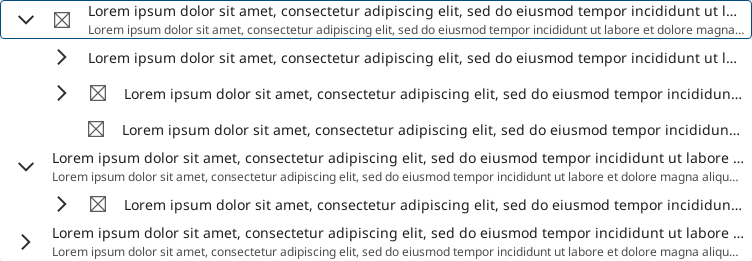 Lorem ipsum dolor sit amet, consectetur adipiscing elit, sed do eiusmod tempor incididunt ut l...
Lorem ipsum dolor sit amet, consectetur adipiscing elit, sed do eiusmod tempor incididunt ut labore et dolore magna...
Lorem ipsum dolor sit amet, consectetur adipiscing elit, sed do eiusmod tempor incididunt ut l...
Lorem ipsum dolor sit amet, consectetur adipiscing elit, sed do eiusmod tempor incididun...
Lorem ipsum dolor sit amet, consectetur adipiscing elit, sed do eiusmod tempor incididun...
Lorem ipsum dolor sit amet, consectetur adipiscing elit, sed do eiusmod tempor incididunt ut labore ...
Lorem ipsum dolor sit amet, consectetur adipiscing elit, sed do eiusmod tempor incididunt ut labore et dolore magna aliqu...
Lorem ipsum dolor sit amet, consectetur adipiscing elit, sed do eiusmod tempor incididun...
Lorem ipsum dolor sit amet, consectetur adipiscing elit, sed do eiusmod tempor incididunt ut labore ...
Lorem ipsum dolor sit amet, consectetur adipiscing elit, sed do eiusmod tempor incididunt ut labore et dolore magna aliqu...